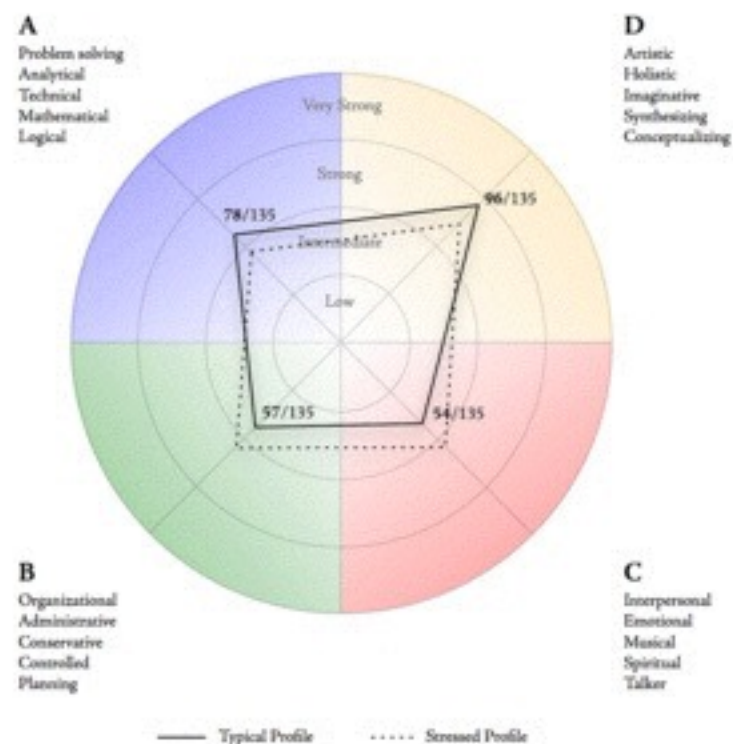 A
Problem solving
Analytical
Technical
Mathematical
Logical
D
Artistic
Holistic
Imaginative
Synthesizing
Conceptualizing
Very Strong
Strong
Intermediate
Low
78/135
96/135
57/135
54/135
B
Organizational
Administrative
Conservative
Controlled
Planning
C
Interpersonal
Emotional
Musical
Spiritual
Talker
Typical Profile
Stressed Profile